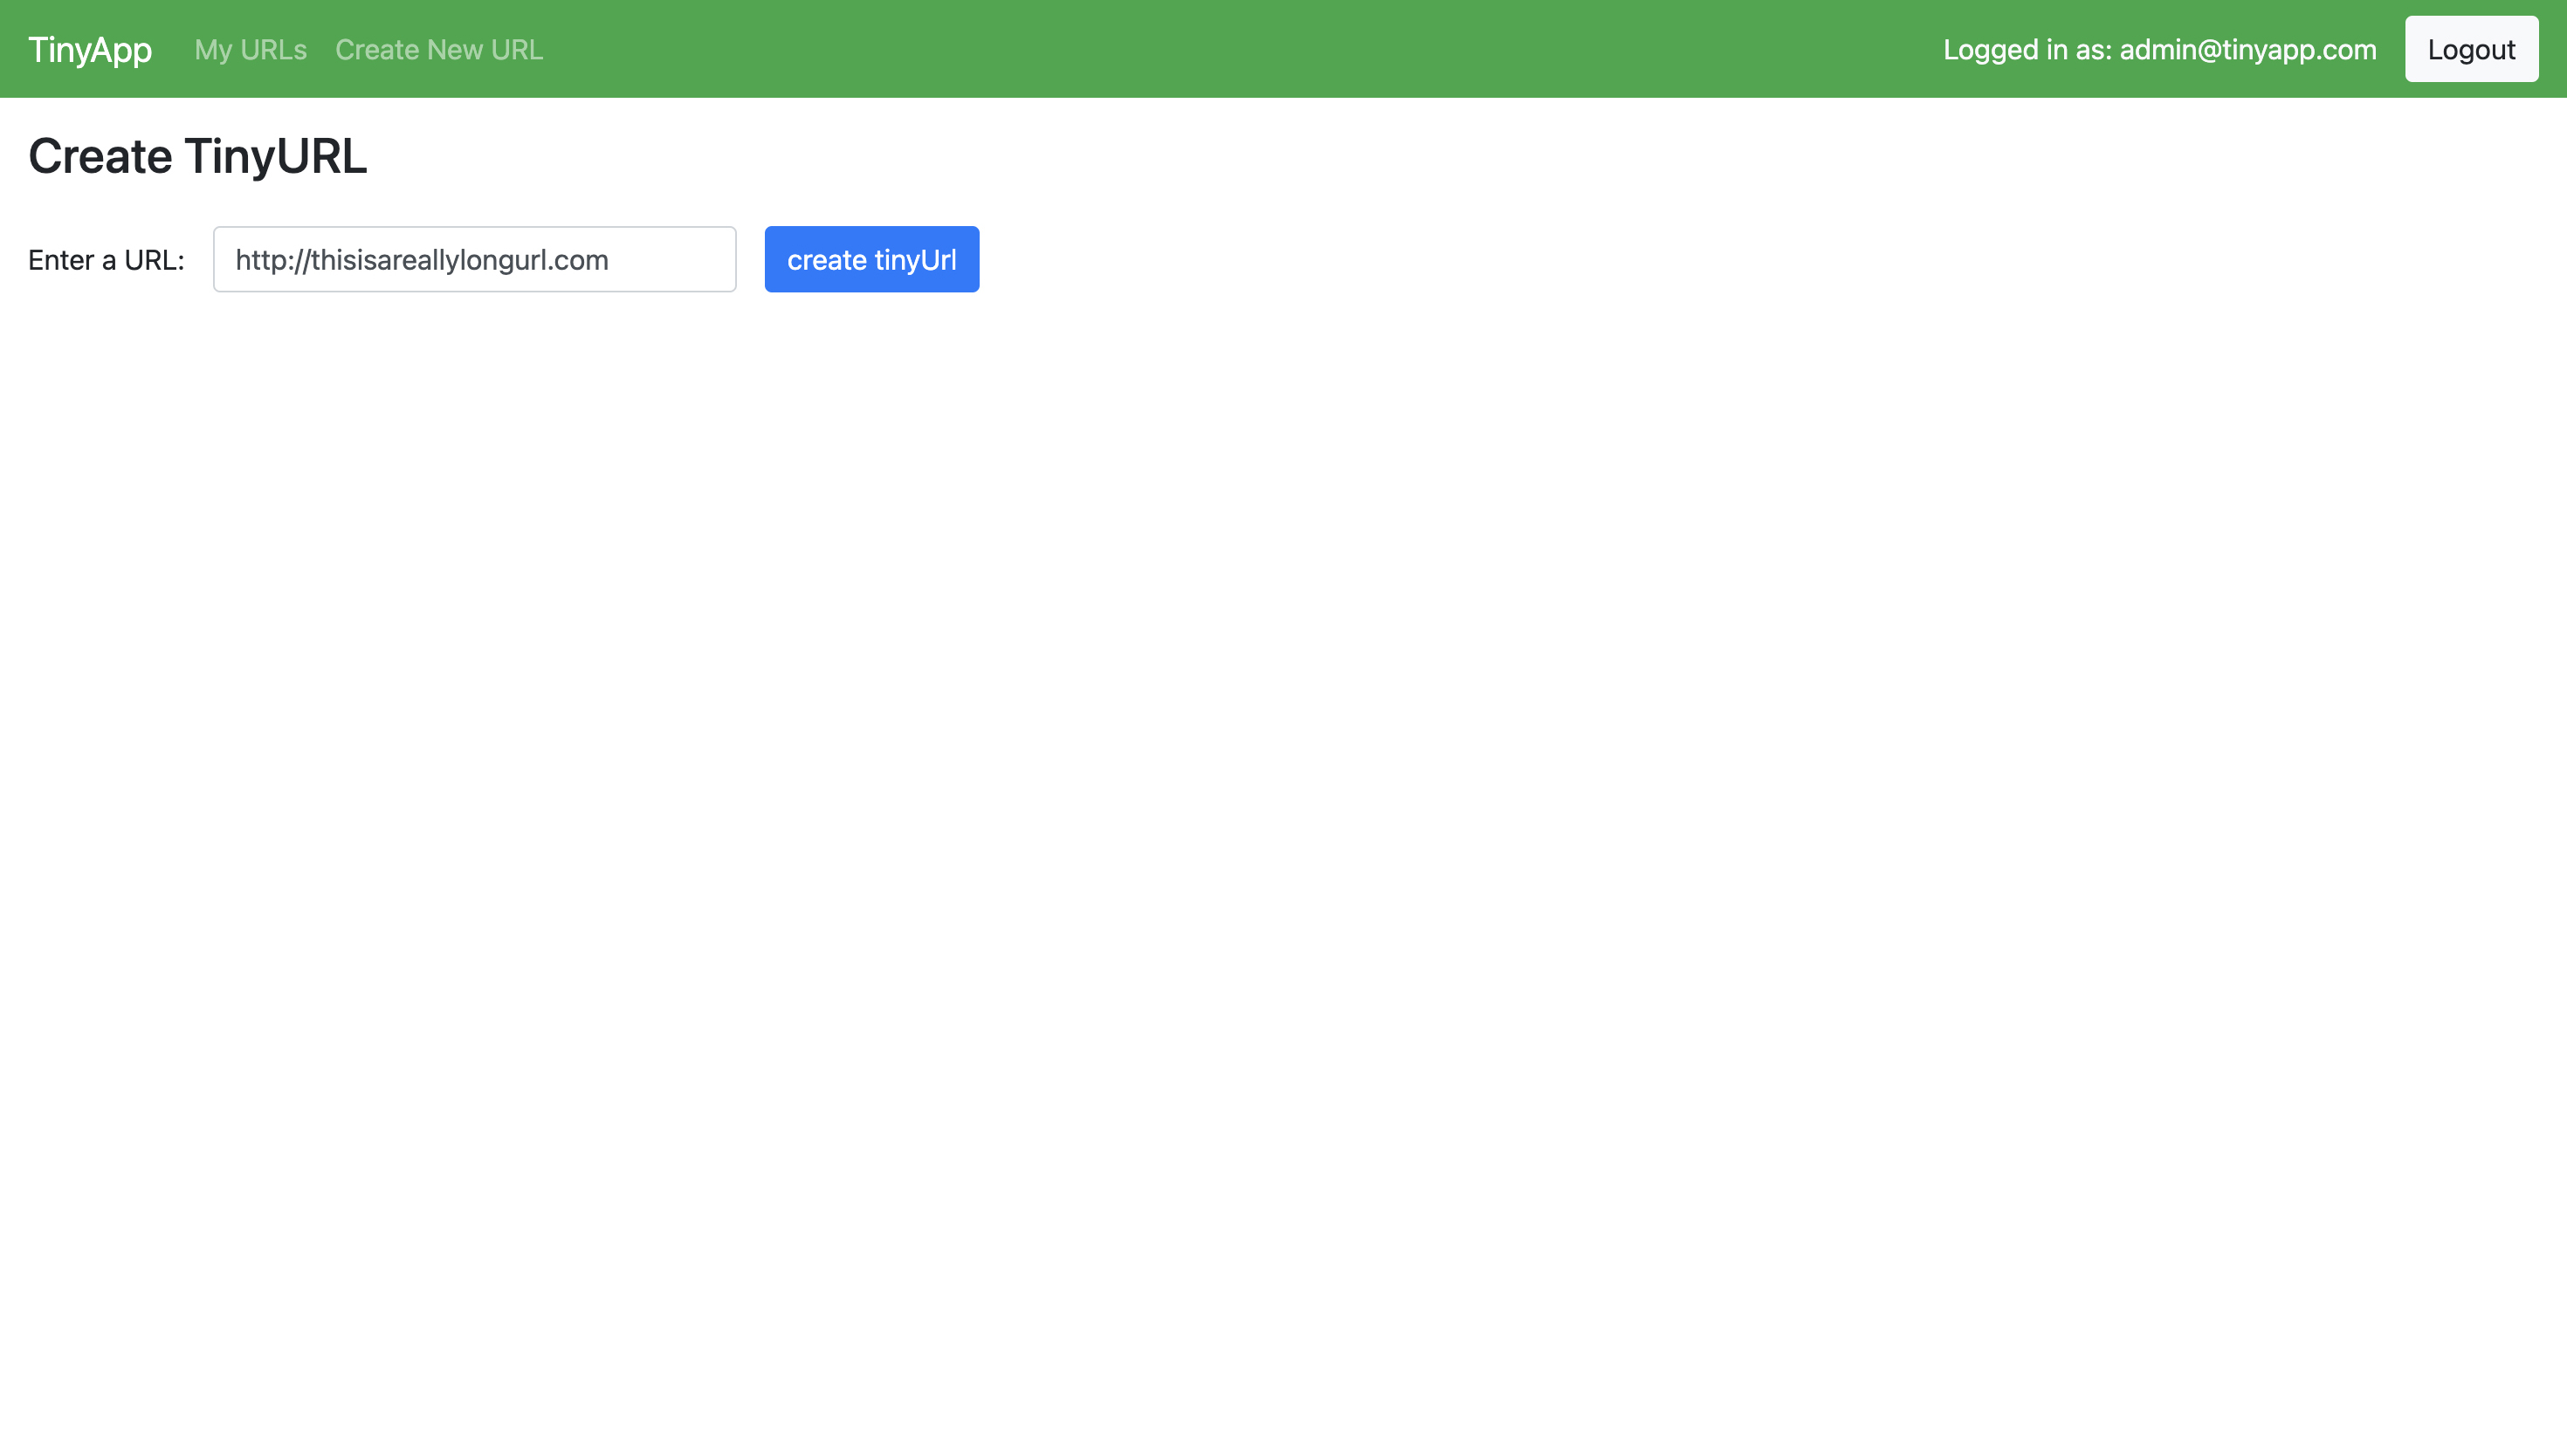 TinyApp My URLs Create New URL Logged in as: admin@tinyapp.com Logout
Create TinyURL
Enter a URL: http://thisisareallylongurl.com create tinyUrl